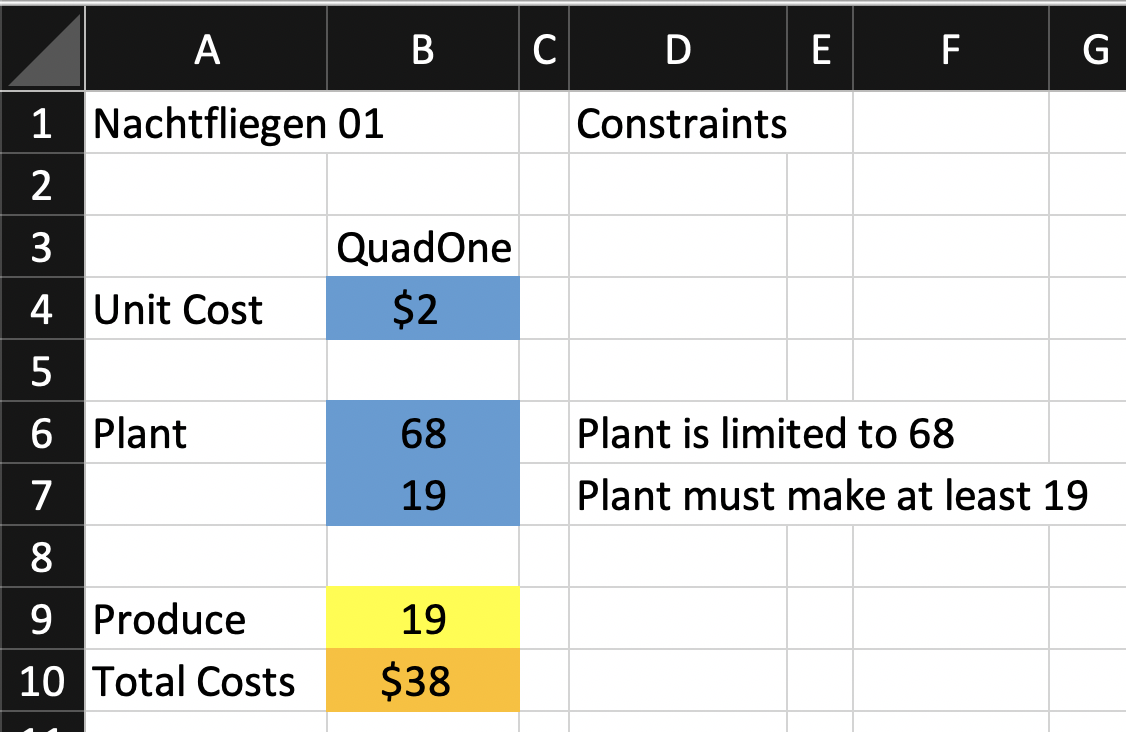 A B C D E F G
1 Nachtfliegen 01 Constraints
2
3 QuadOne
4 Unit Cost $2
5
6 Plant 68 Plant is limited to 68
7 19 Plant must make at least 19
8
9 Produce 19
10 Total Costs $38